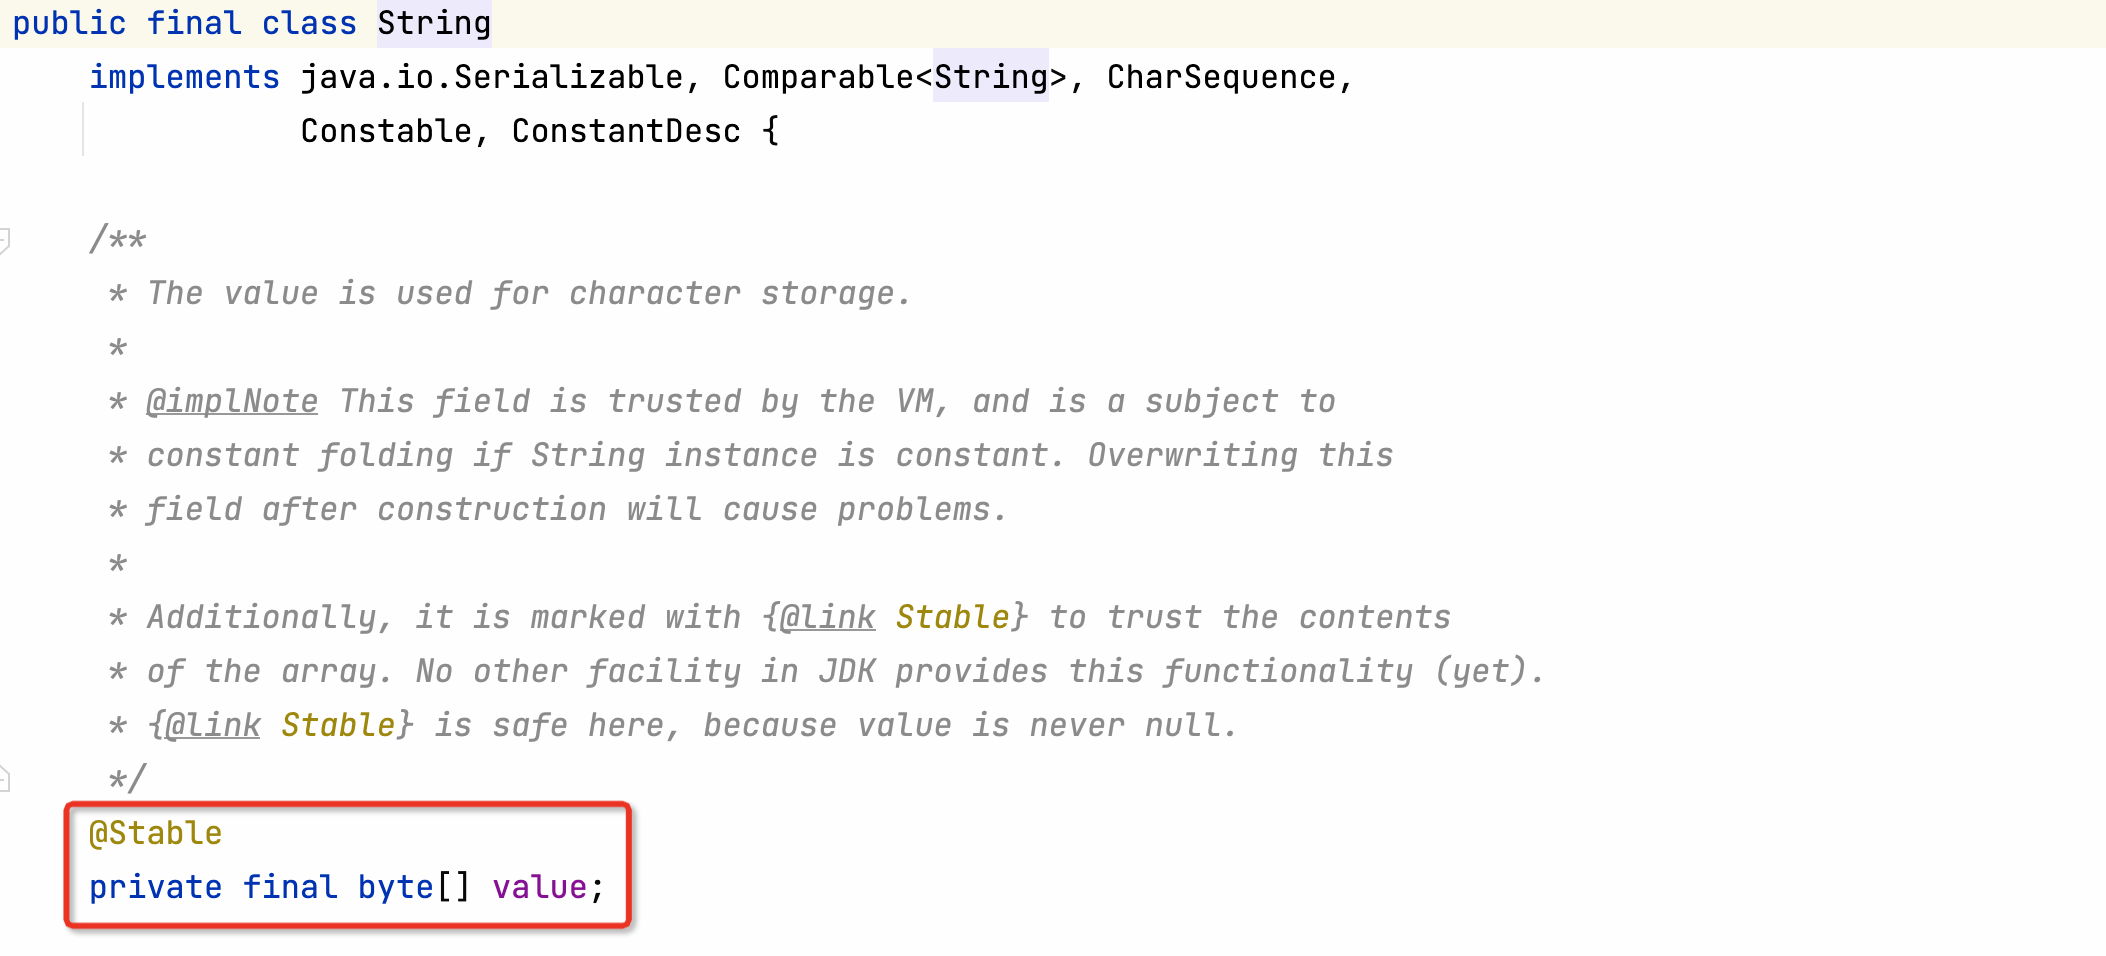 public final class String
implements java.io.Serializable, Comparable<String>, CharSequence,
Constable, ConstantDesc {
/**
* The value is used for character storage.
*
* @implNote This field is trusted by the VM, and is a subject to
* constant folding if String instance is constant. Overwriting this
* field after construction will cause problems.
*
* Additionally, it is marked with {@link Stable} to trust the contents
* of the array. No other facility in JDK provides this functionality (yet).
* {@link Stable} is safe here, because value is never null.
*/
@Stable
private final byte[] value;